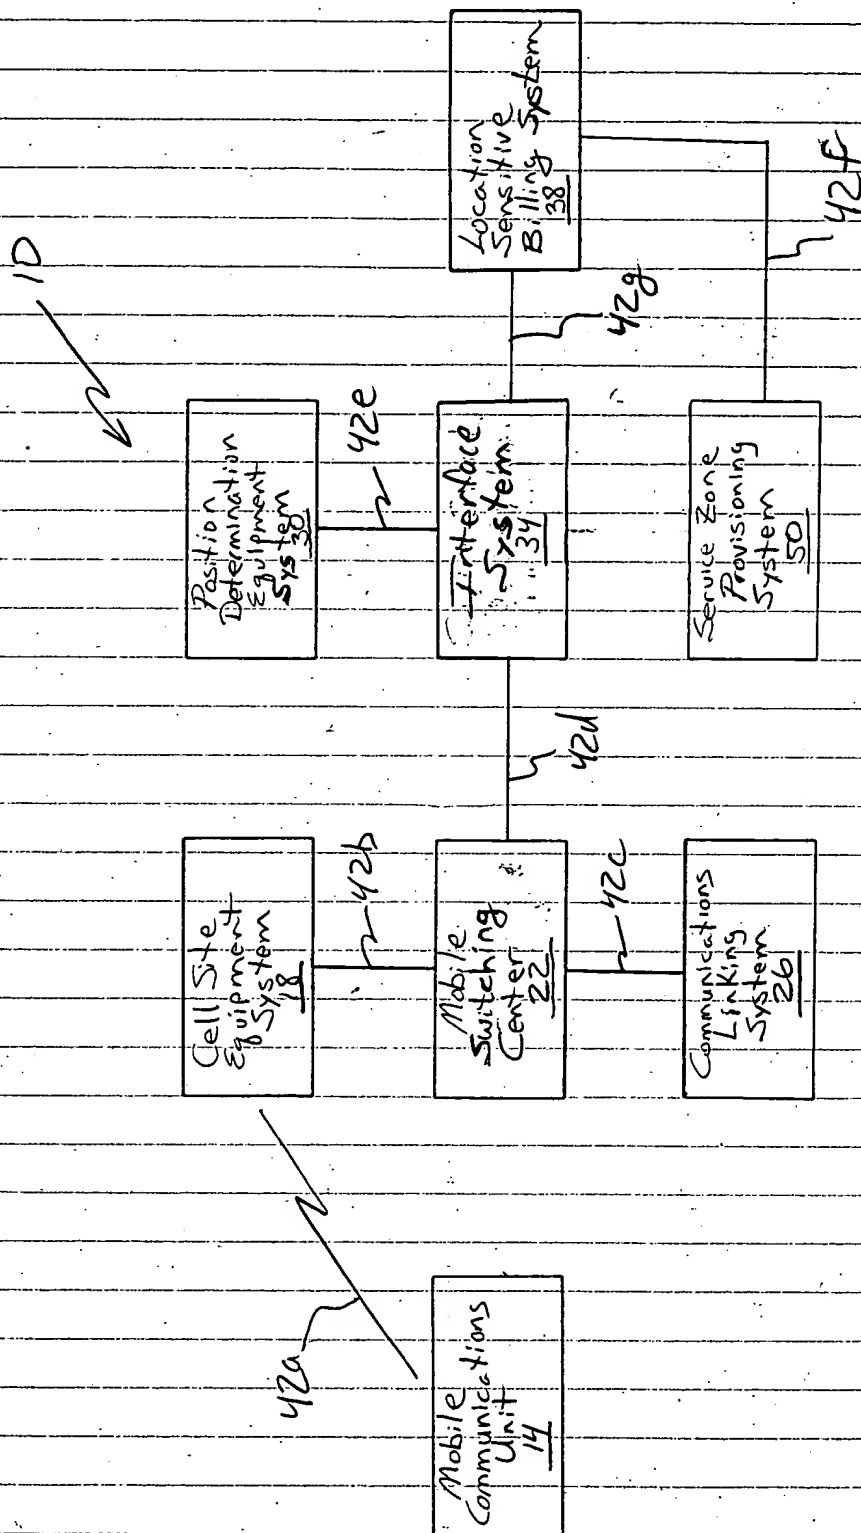 10
Cell Site
Equipment
System
18
Position
Determination
Equipment
System
30
42a
42b
42e
Mobile
Communications
Unit
14
Mobile
Switching
Center
22
42d
Interface
System
34
42g
Location
Sensitive
Billing System
38
42c
Communications
Linking
System
26
Service Zone
Provisioning
System
50
42f